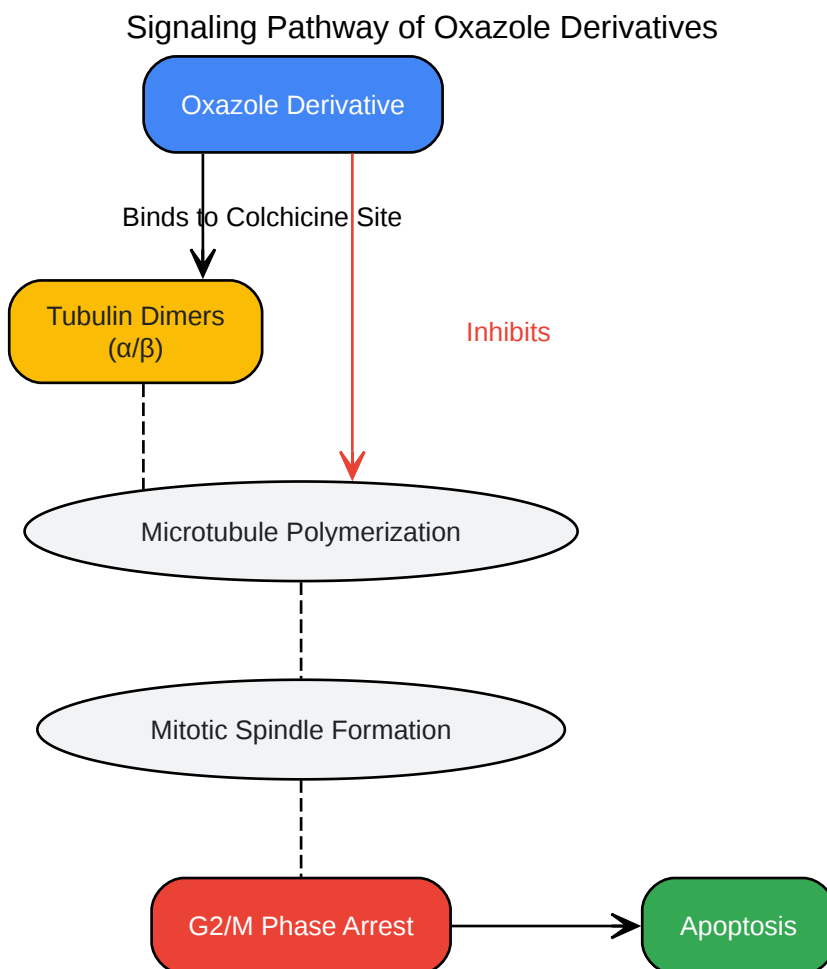 Signaling Pathway of Oxazole Derivatives
Oxazole Derivative
Binds to Colchicine Site
Tubulin Dimers
(α/β)
Inhibits
Microtubule Polymerization
Mitotic Spindle Formation
G2/M Phase Arrest
Apoptosis